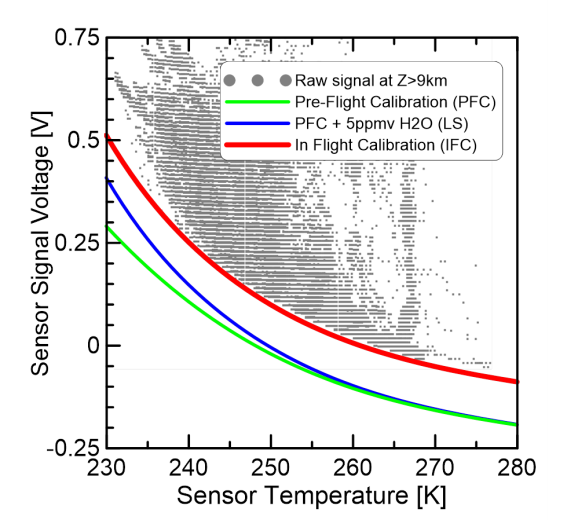 0.75
0.5
0.25
0
-0.25
Sensor Signal Voltage [V]
Raw signal at Z>9km
Pre-Flight Calibration (PFC)
PFC + 5ppmv H2O (LS)
In Flight Calibration (IFC)
230 240 250 260 270 280
Sensor Temperature [K]